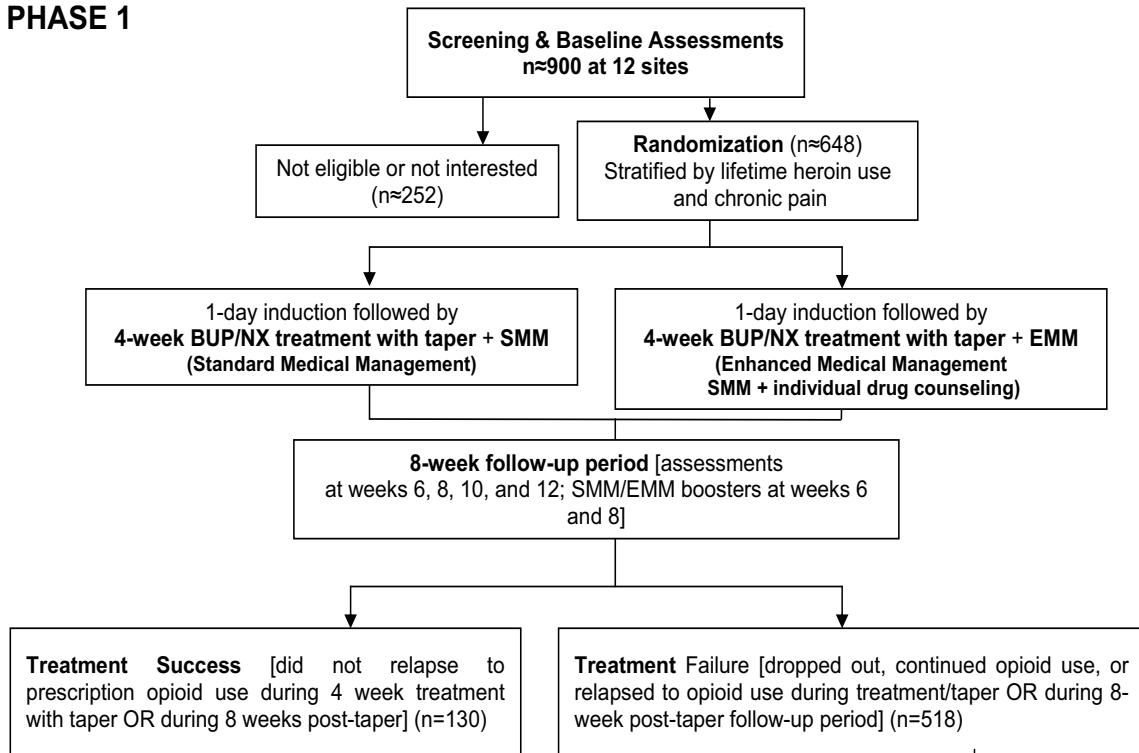 PHASE 1
Screening & Baseline Assessments
n≈900 at 12 sites
Not eligible or not interested
(n≈252)
Randomization (n≈648)
Stratified by lifetime heroin use
and chronic pain
1-day induction followed by
4-week BUP/NX treatment with taper + SMM
(Standard Medical Management)
1-day induction followed by
4-week BUP/NX treatment with taper + EMM
(Enhanced Medical Management
SMM + individual drug counseling)
8-week follow-up period [assessments
at weeks 6, 8, 10, and 12; SMM/EMM boosters at weeks 6
and 8]
Treatment Success [did not relapse to
prescription opioid use during 4 week treatment
with taper OR during 8 weeks post-taper] (n=130)
Treatment Failure [dropped out, continued opioid use, or
relapsed to opioid use during treatment/taper OR during 8-
week post-taper follow-up period] (n=518)